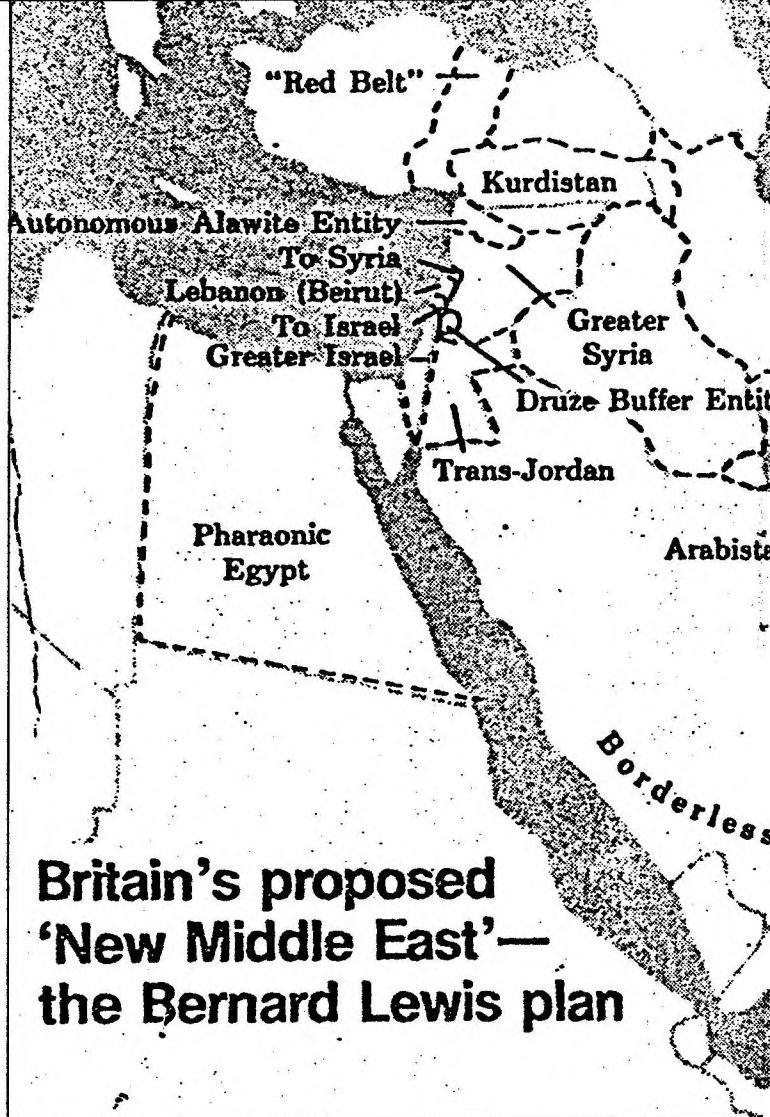 "Red Belt"
Kurdistan
Autonomous Alawite Entity
To Syria
Lebanon (Beirut)
To Israel
Greater Israel
Greater
Syria
Druze Buffer Entit
Trans-Jordan
Pharaonic
Egypt
Arabista
Borderless
Britain's proposed
'New Middle East'—
the Bernard Lewis plan